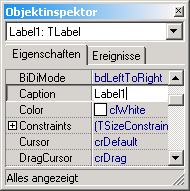 Objektinspektor
Label1: TLabel
Eigenschaften Ereignisse
BiDiMode bdLeftToRight
Caption Label1
Color clWhite
Constraints (TSizeConstrain
Cursor crDefault
DragCursor crDrag
Alles angezeigt